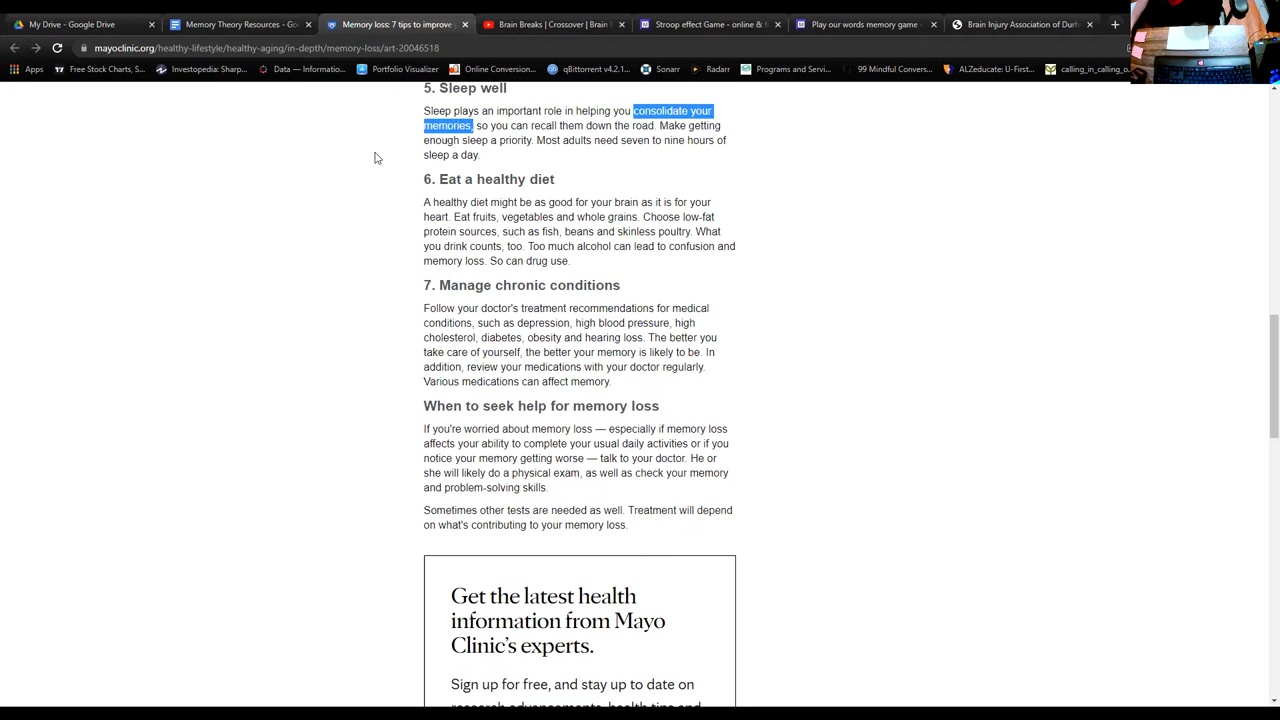 My Drive - Google Drive
Memory Theory Resources - Go
Memory loss: 7 tips to improve
Brain Breaks | Crossover | Brain
Stroop effect Game - online &
Play our words memory game
Brain Injury Association of Dur
mayoclinic.org/healthy-lifestyle/healthy-aging/in-depth/memory-loss/art-20046518
Apps
Free Stock Charts, S...
Investopedia: Sharp...
Data — Informatio...
Portfolio Visualizer
Online Conversion...
qBittorrent v4.2.1...
Sonarr
Radarr
Programs and Servi...
99 Mindful Convers...
ALZeducate: U-First...
calling_in_calling_o...
5. Sleep well
Sleep plays an important role in helping you consolidate your
memories, so you can recall them down the road. Make getting
enough sleep a priority. Most adults need seven to nine hours of
sleep a day.
6. Eat a healthy diet
A healthy diet might be as good for your brain as it is for your
heart. Eat fruits, vegetables and whole grains. Choose low-fat
protein sources, such as fish, beans and skinless poultry. What
you drink counts, too. Too much alcohol can lead to confusion and
memory loss. So can drug use.
7. Manage chronic conditions
Follow your doctor's treatment recommendations for medical
conditions, such as depression, high blood pressure, high
cholesterol, diabetes, obesity and hearing loss. The better you
take care of yourself, the better your memory is likely to be. In
addition, review your medications with your doctor regularly.
Various medications can affect memory.
When to seek help for memory loss
If you're worried about memory loss — especially if memory loss
affects your ability to complete your usual daily activities or if you
notice your memory getting worse — talk to your doctor. He or
she will likely do a physical exam, as well as check your memory
and problem-solving skills.
Sometimes other tests are needed as well. Treatment will depend
on what's contributing to your memory loss.
Get the latest health
information from Mayo
Clinic's experts.
Sign up for free, and stay up to date on
research advancements, health tips and